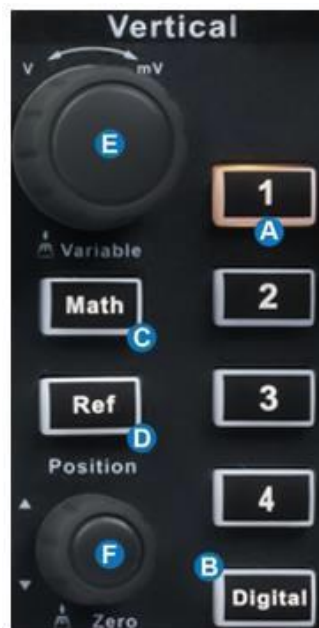 Vertical
V mV
E
1
A
Variable
Math
2
C
Ref
3
D
Position
4
F
B
Digital
Zero